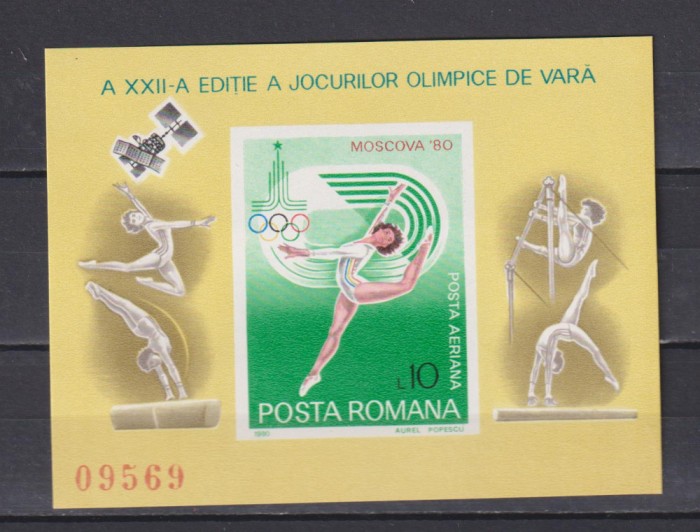 A XXII-A EDIȚIE A JOCURILOR OLIMPICE DE VARĂ
MOSCOVA '80
POSTA AERIANA
L10
POSTA ROMANA
1980 AUREL POPESCU
09569